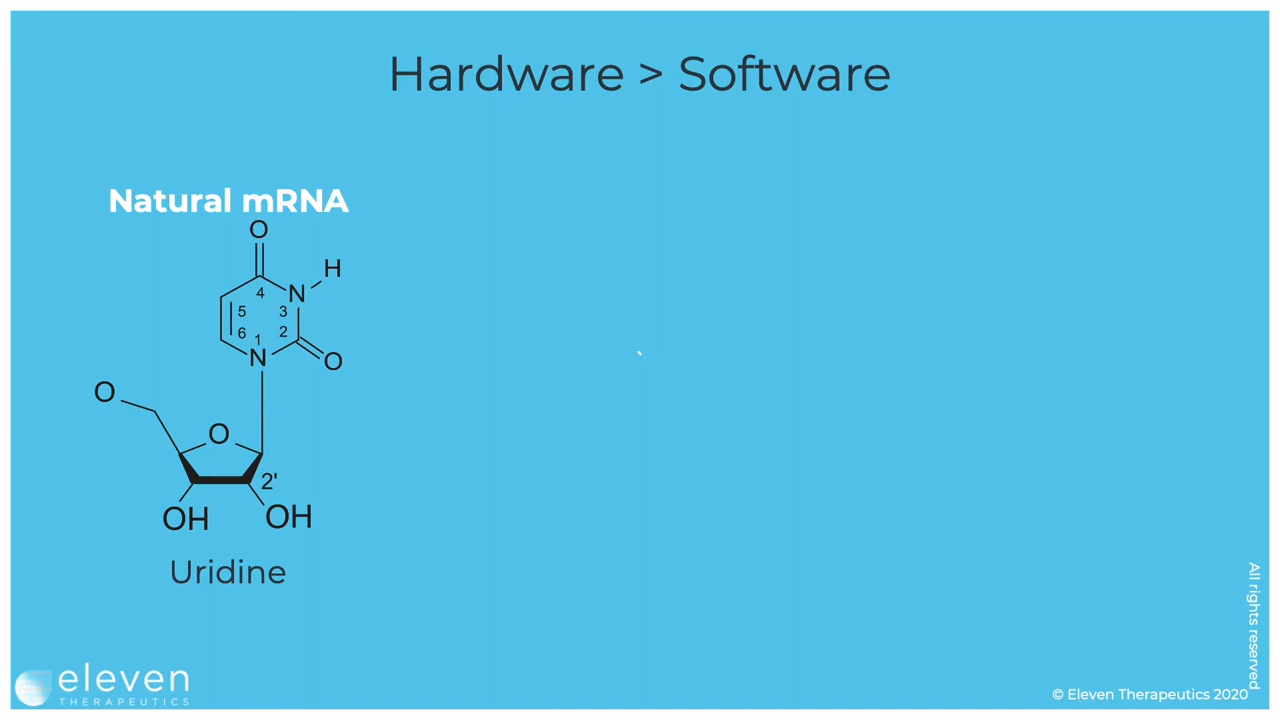 Hardware > Software
Natural mRNA
O
H
4
N
5
3
6
1
2
N
O
O
O
2'
OH
OH
Uridine
All rights reserved
eleven
THERAPEUTICS
© Eleven Therapeutics 2020